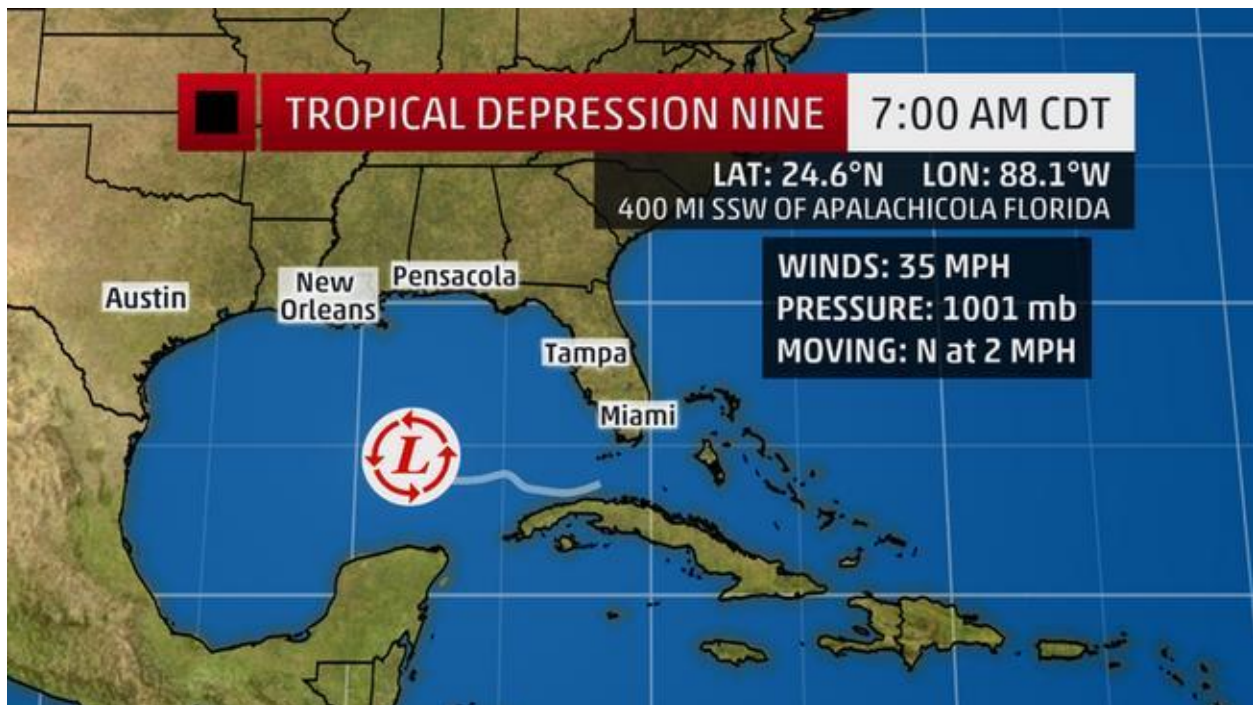 TROPICAL DEPRESSION NINE 7:00 AM CDT
LAT: 24.6°N LON: 88.1°W
400 MI SSW OF APALACHICOLA FLORIDA
WINDS: 35 MPH
PRESSURE: 1001 mb
MOVING: N at 2 MPH
Austin
New
Orleans
Pensacola
Tampa
Miami
L